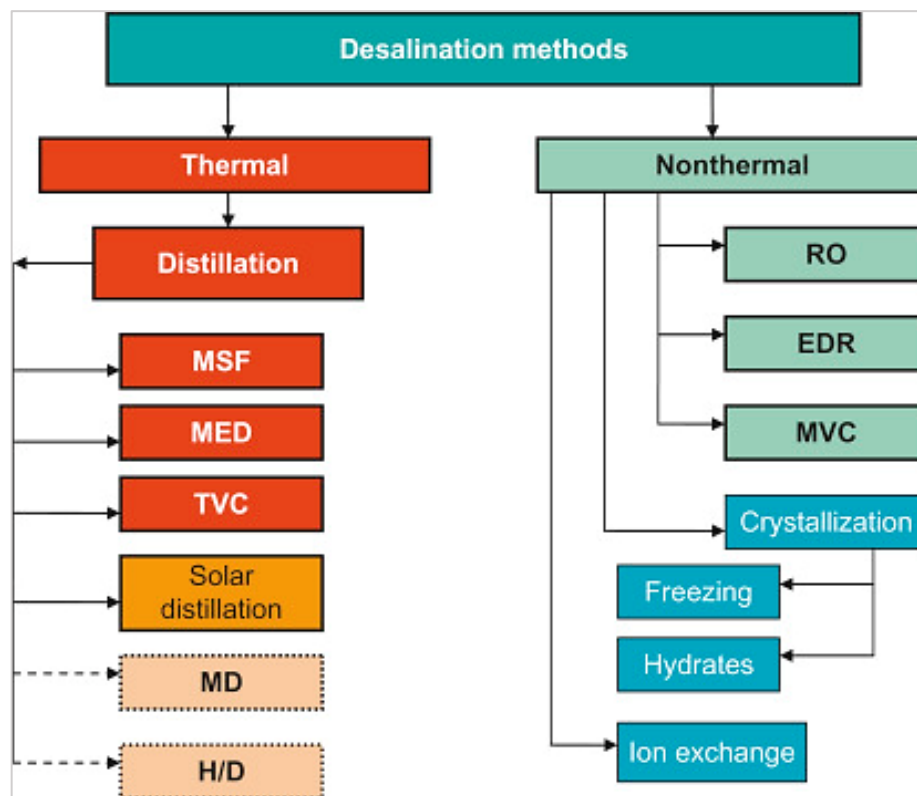 Desalination methods
Thermal
Nonthermal
Distillation
MSF
MED
TVC
Solar
distillation
MD
H/D
RO
EDR
MVC
Crystallization
Freezing
Hydrates
Ion exchange